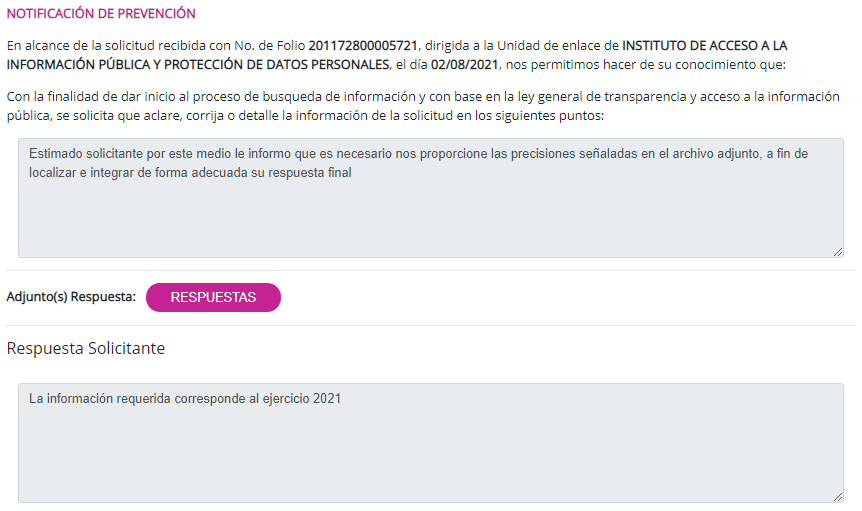 NOTIFICACIÓN DE PREVENCIÓN
En alcance de la solicitud recibida con No. de Folio 201172800005721, dirigida a la Unidad de enlace de INSTITUTO DE ACCESO A LA
INFORMACIÓN PÚBLICA Y PROTECCIÓN DE DATOS PERSONALES, el día 02/08/2021, nos permitimos hacer de su conocimiento que:
Con la finalidad de dar inicio al proceso de busqueda de información y con base en la ley general de transparencia y acceso a la información
pública, se solicita que aclare, corrija o detalle la información de la solicitud en los siguientes puntos:
Estimado solicitante por este medio le informo que es necesario nos proporcione las precisiones señaladas en el archivo adjunto, a fin de
localizar e integrar de forma adecuada su respuesta final
Adjunto(s) Respuesta: RESPUESTAS
Respuesta Solicitante
La información requerida corresponde al ejercicio 2021